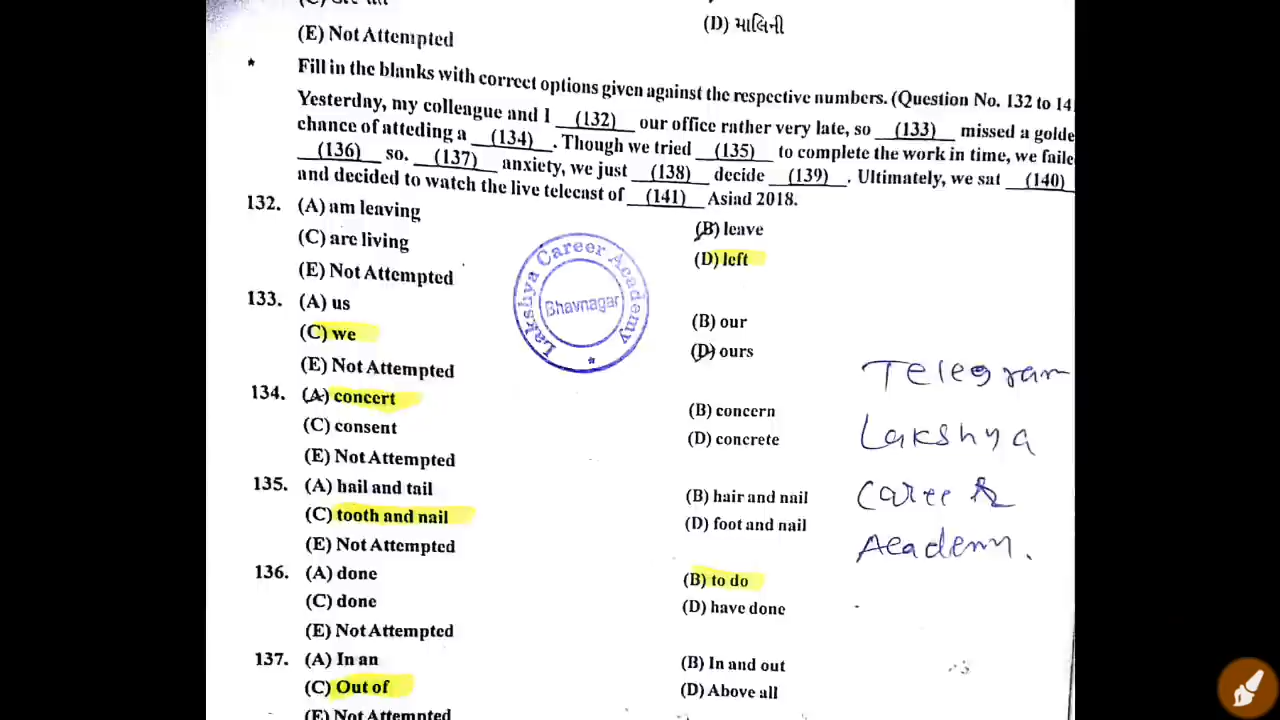 (E) Not Attempted
(D) માલિની
* Fill in the blanks with correct options given against the respective numbers. (Question No. 132 to 14
Yesterday, my colleague and I (132) our office rather very late, so (133) missed a golde
chance of atteding a (134) . Though we tried (135) to complete the work in time, we faile
(136) so. (137) anxiety, we just (138) decide (139) . Ultimately, we sat (140)
and decided to watch the live telecast of (141) Asiad 2018.
132. (A) am leaving
(B) leave
(C) are living
(D) left
(E) Not Attempted
133. (A) us
(B) our
(C) we
(D) ours
(E) Not Attempted
134. (A) concert
(B) concern
(C) consent
(D) concrete
(E) Not Attempted
135. (A) hail and tail
(B) hair and nail
(C) tooth and nail
(D) foot and nail
(E) Not Attempted
136. (A) done
(B) to do
(C) done
(D) have done
(E) Not Attempted
137. (A) In an
(B) In and out
(C) Out of
(D) Above all
(E) Not Attempted
Lakshya Career Academy
Bhavnagar
Telegram
Lakshya
Career
Academy.